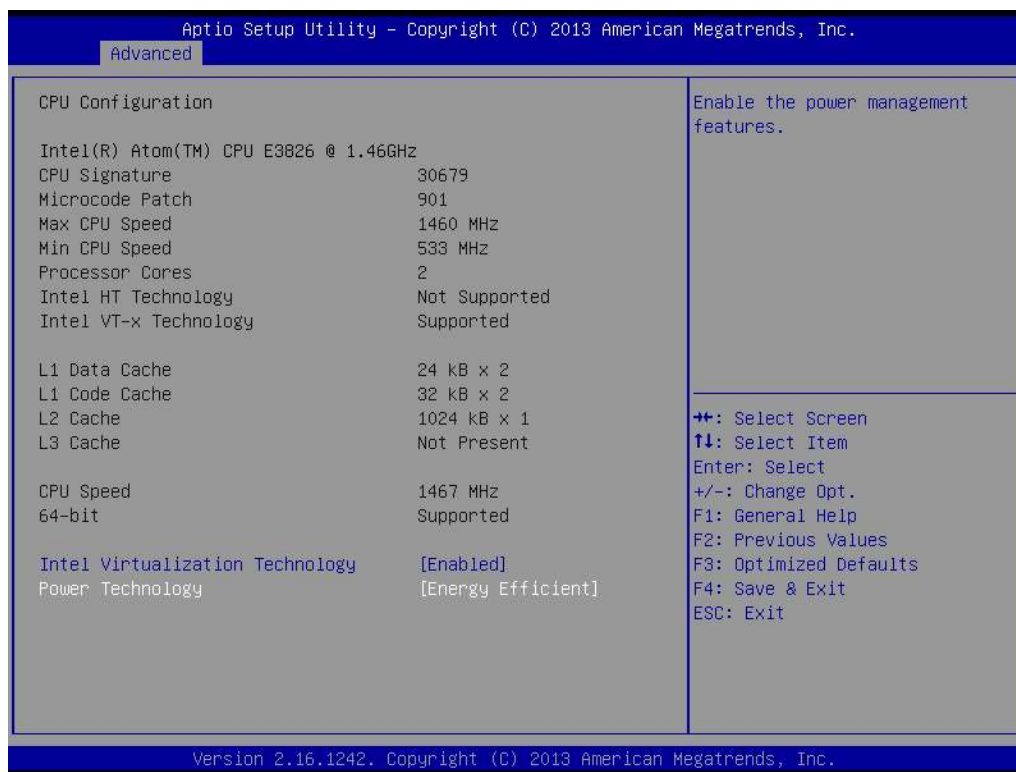 Aptio Setup Utility – Copyright (C) 2013 American Megatrends, Inc.
Advanced
CPU Configuration
Intel(R) Atom(TM) CPU E3826 @ 1.46GHz
CPU Signature 30679
Microcode Patch 901
Max CPU Speed 1460 MHz
Min CPU Speed 533 MHz
Processor Cores 2
Intel HT Technology Not Supported
Intel VT-x Technology Supported
L1 Data Cache 24 kB x 2
L1 Code Cache 32 kB x 2
L2 Cache 1024 kB x 1
L3 Cache Not Present
CPU Speed 1467 MHz
64-bit Supported
Intel Virtualization Technology [Enabled]
Power Technology [Energy Efficient]
Enable the power management
features.
→←: Select Screen
↑↓: Select Item
Enter: Select
+/-: Change Opt.
F1: General Help
F2: Previous Values
F3: Optimized Defaults
F4: Save & Exit
ESC: Exit
Version 2.16.1242. Copyright (C) 2013 American Megatrends, Inc.